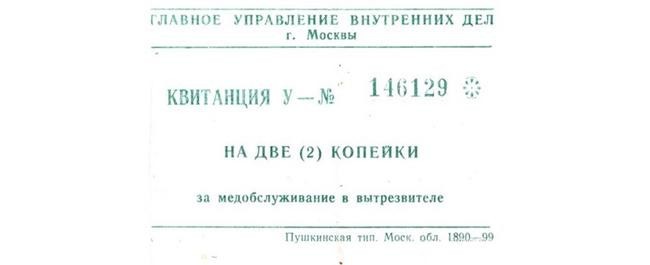 ГЛАВНОЕ УПРАВЛЕНИЕ ВНУТРЕННИХ ДЕЛ
г. Москвы
КВИТАНЦИЯ У —№ 146129
НА ДВЕ (2) КОПЕЙКИ
за медобслуживание в вытрезвителе
Пушкинская тип. Моск. обл. 1890—99